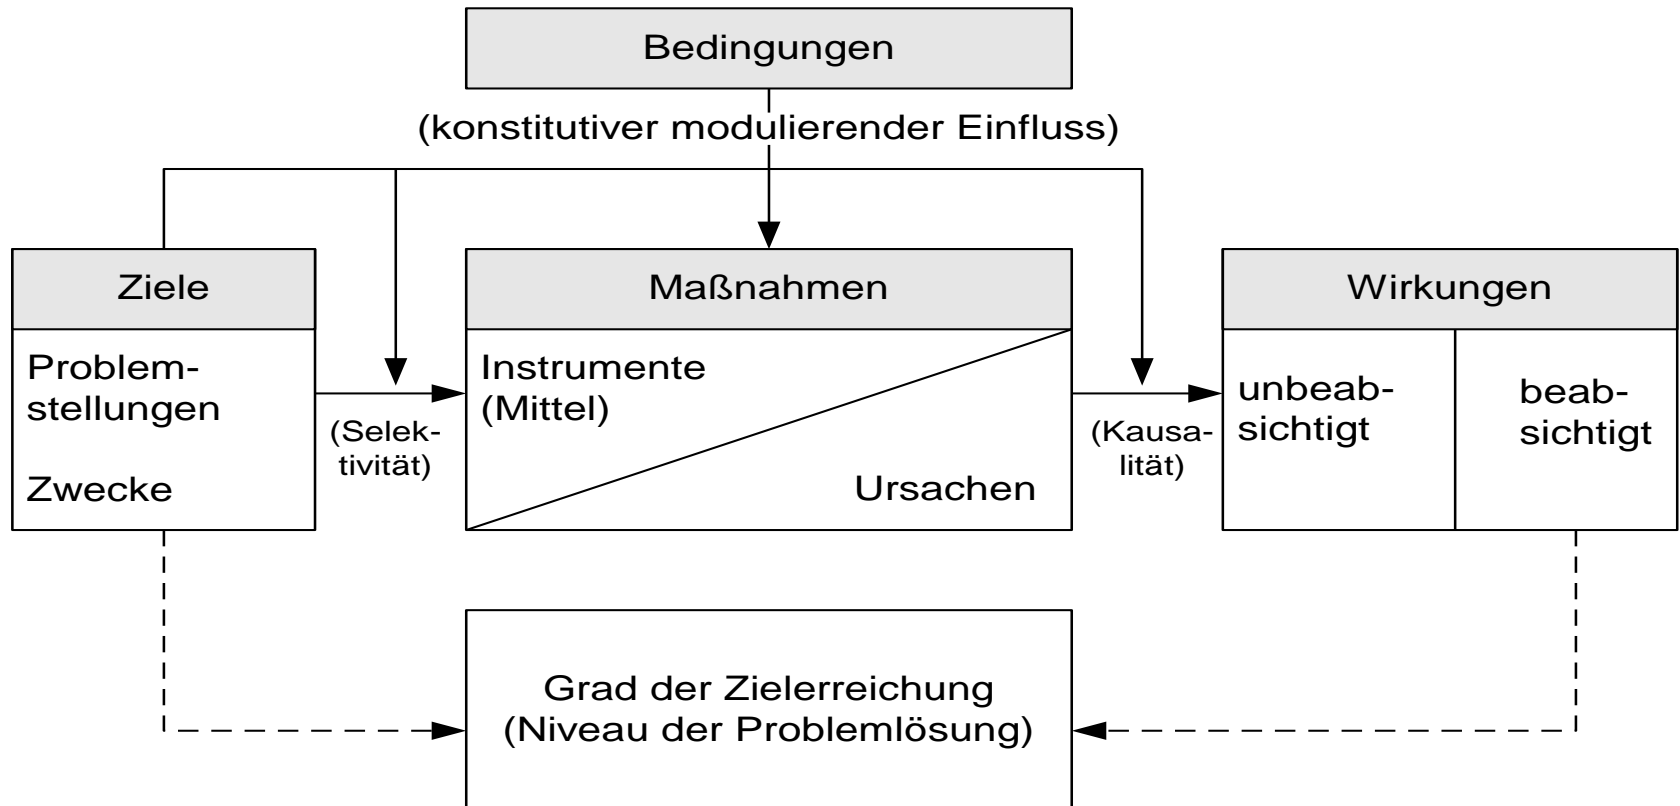 Bedingungen
(konstitutiver modulierender Einfluss)
Ziele
Problem-
stellungen
Zwecke
(Selek-
tivität)
Maßnahmen
Instrumente
(Mittel)
Ursachen
(Kausa-
lität)
Wirkungen
unbeab-
sichtigt
beab-
sichtigt
Grad der Zielerreichung
(Niveau der Problemlösung)